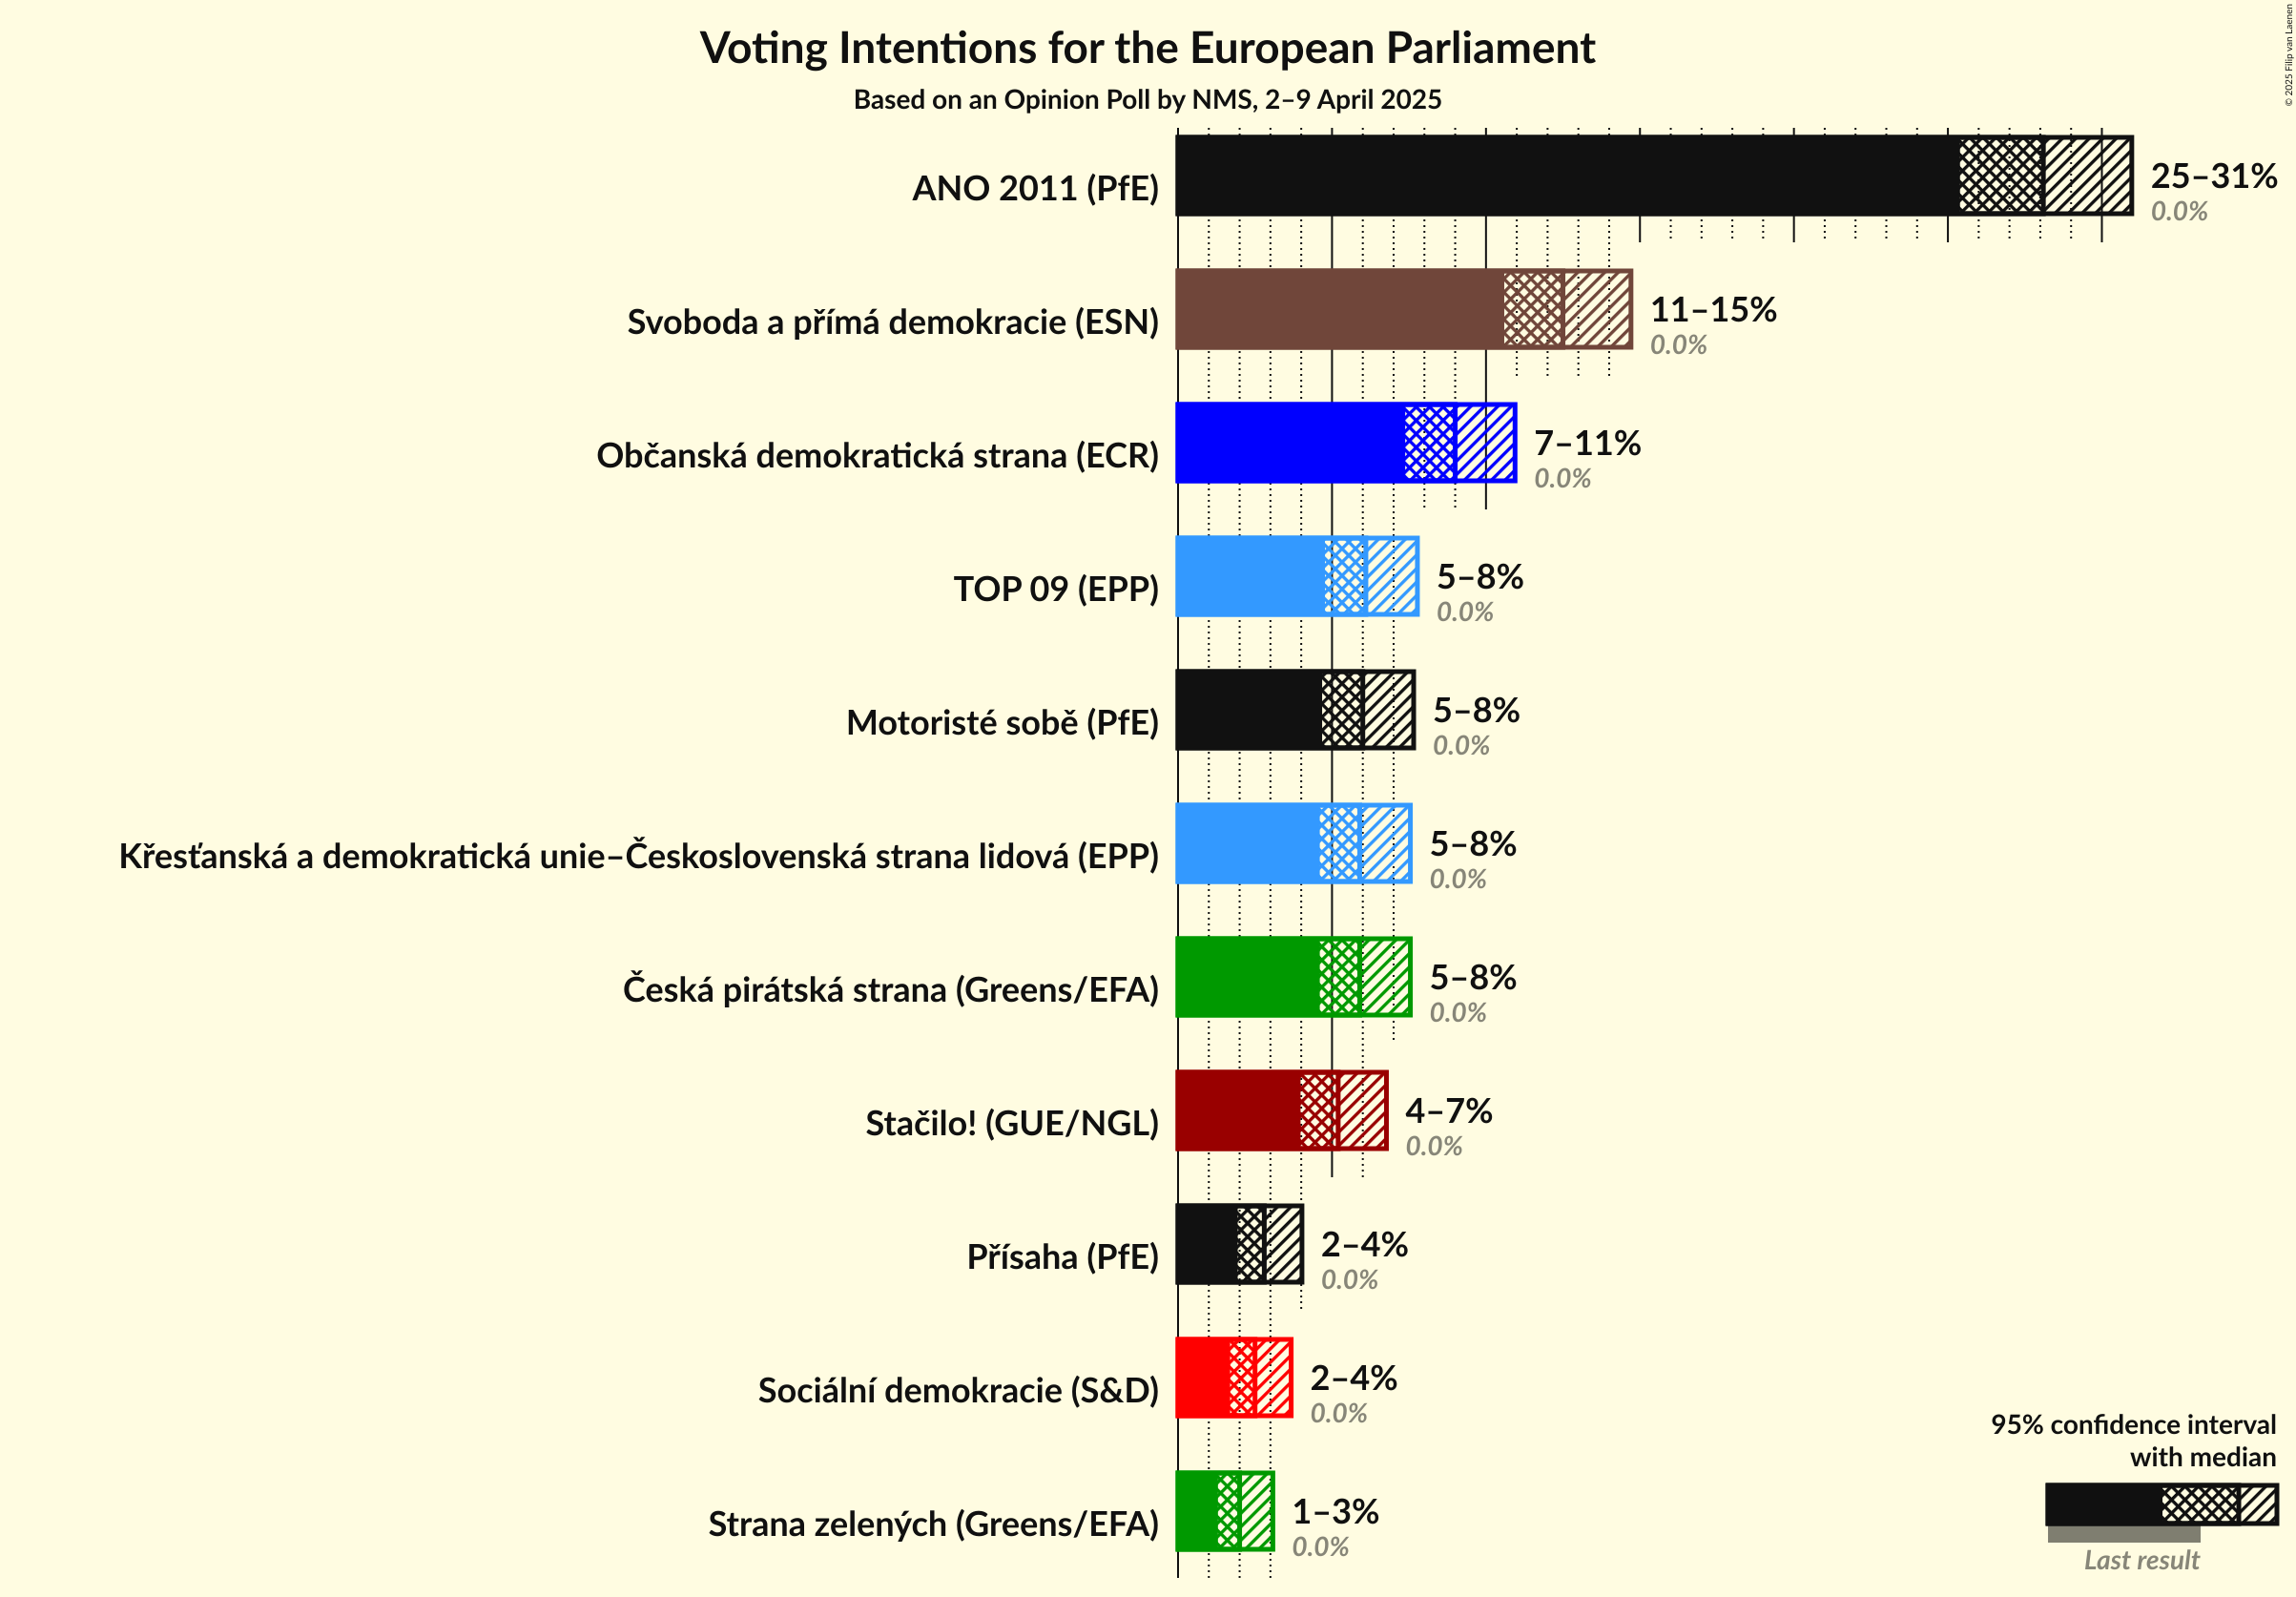 Voting Intentions for the European Parliament
Based on an Opinion Poll by NMS, 2–9 April 2025
© 2025 Filip van Laenen
ANO 2011 (PfE)
25–31%
0.0%
Svoboda a přímá demokracie (ESN)
11–15%
0.0%
Občanská demokratická strana (ECR)
7–11%
0.0%
TOP 09 (EPP)
5–8%
0.0%
Motoristé sobě (PfE)
5–8%
0.0%
Křesťanská a demokratická unie–Československá strana lidová (EPP)
5–8%
0.0%
Česká pirátská strana (Greens/EFA)
5–8%
0.0%
Stačilo! (GUE/NGL)
4–7%
0.0%
Přísaha (PfE)
2–4%
0.0%
Sociální demokracie (S&D)
2–4%
0.0%
Strana zelených (Greens/EFA)
1–3%
0.0%
95% confidence interval
with median
Last result